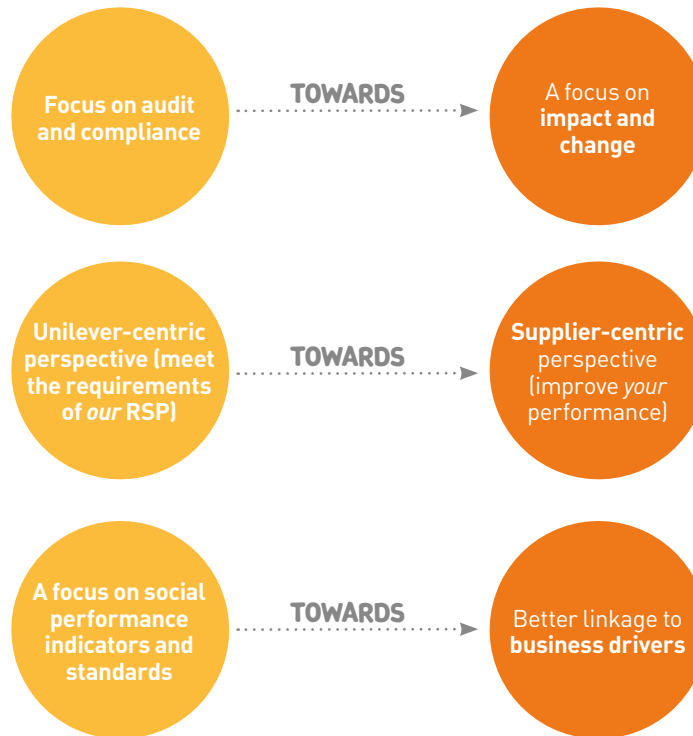 Focus on audit
and compliance
TOWARDS
A focus on
impact and
change
Unilever-centric
perspective (meet
the requirements
of our RSP)
TOWARDS
Supplier-centric
perspective
(improve your
performance)
A focus on social
performance
indicators and
standards
TOWARDS
Better linkage to
business drivers